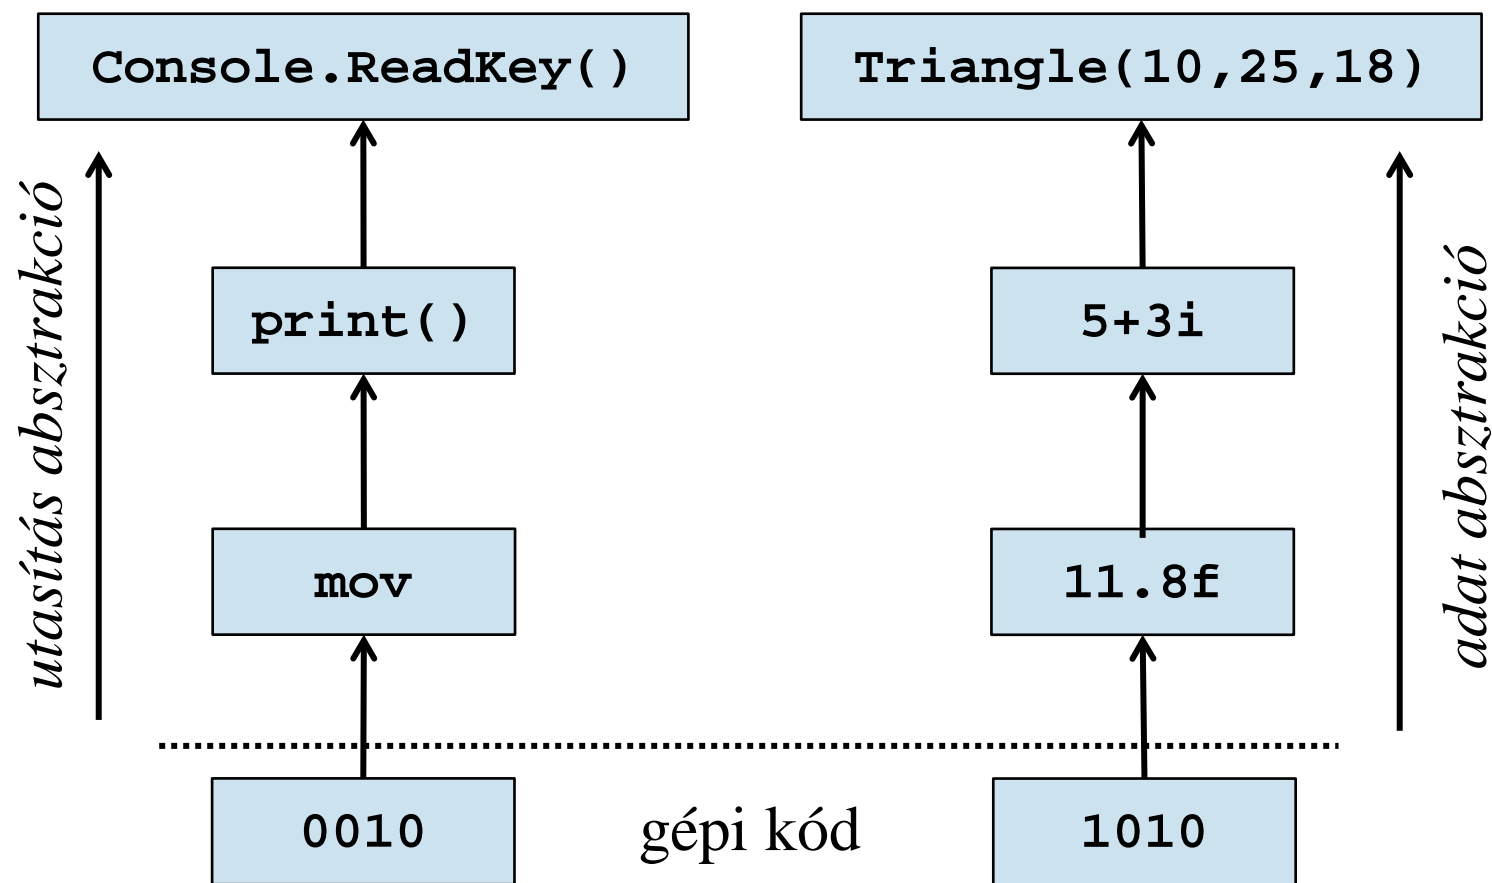 Console.ReadKey()
Triangle(10,25,18)
utasítás absztrakció
print()
5+3i
adat absztrakció
mov
11.8f
0010
gépi kód
1010